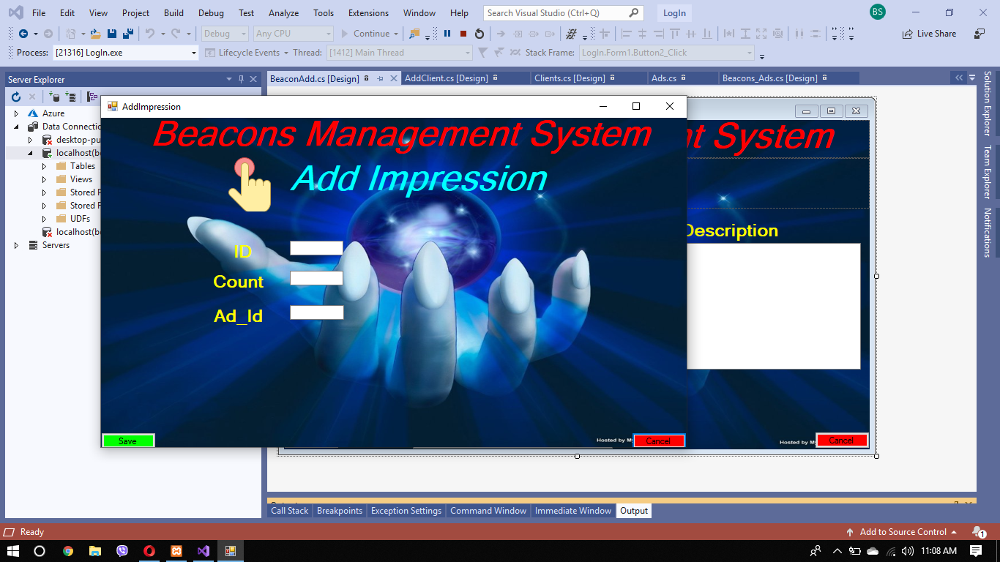 File Edit View Project Build Debug Test Analyze Tools Extensions Window Help Search Visual Studio (Ctrl+Q) LogIn BS
Debug Any CPU Continue Live Share
Process: [21316] LogIn.exe Lifecycle Events Thread: [1412] Main Thread Stack Frame: LogIn.Form1.Button2_Click
Server Explorer
BeaconAdd.cs [Design] AddClient.cs [Design] Clients.cs [Design] Ads.cs Beacons_Ads.cs [Design]
Solution Explorer
Team Explorer
Notifications
Azure
Data Connectio
desktop-pu
localhost(b
Tables
Views
Stored P
Stored F
UDFs
localhost(b
Servers
AddImpression
Beacons Management System
Add Impression
ID
Count
Ad_Id
Save
Hosted by My
Cancel
nt System
Description
Hosted by My
Cancel
Call Stack Breakpoints Exception Settings Command Window Immediate Window Output
Ready Add to Source Control 1
11:08 AM